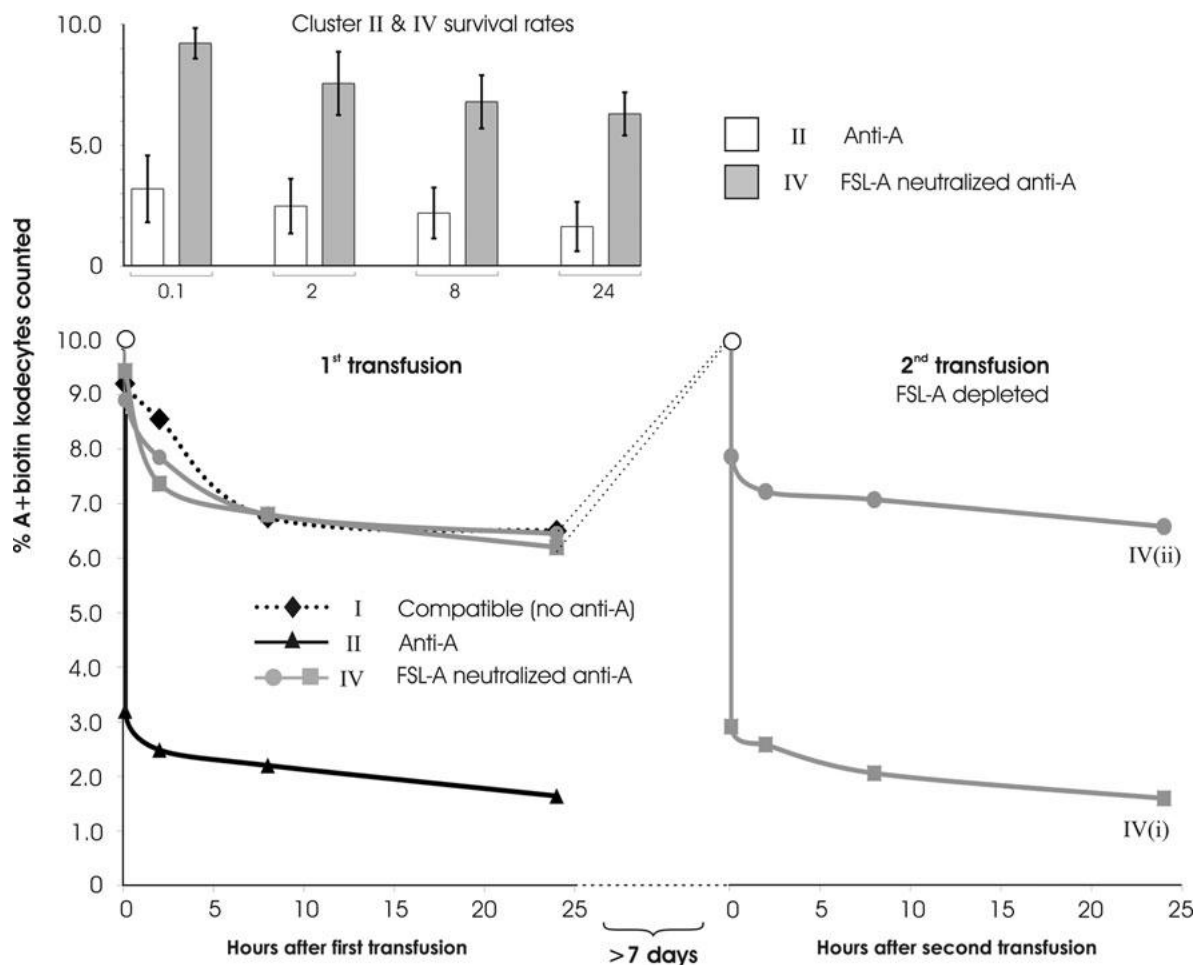 Cluster II & IV survival rates
10.0
5.0
0
0.1 2 8 24
II Anti-A
IV FSL-A neutralized anti-A
% A+biotin kodecytes counted
10.0
9.0
8.0
7.0
6.0
5.0
4.0
3.0
2.0
1.0
0
1st transfusion
2nd transfusion
FSL-A depleted
I Compatible (no anti-A)
II Anti-A
IV FSL-A neutralized anti-A
IV(ii)
IV(i)
0 5 10 15 20 25
0 5 10 15 20 25
Hours after first transfusion
>7 days
Hours after second transfusion